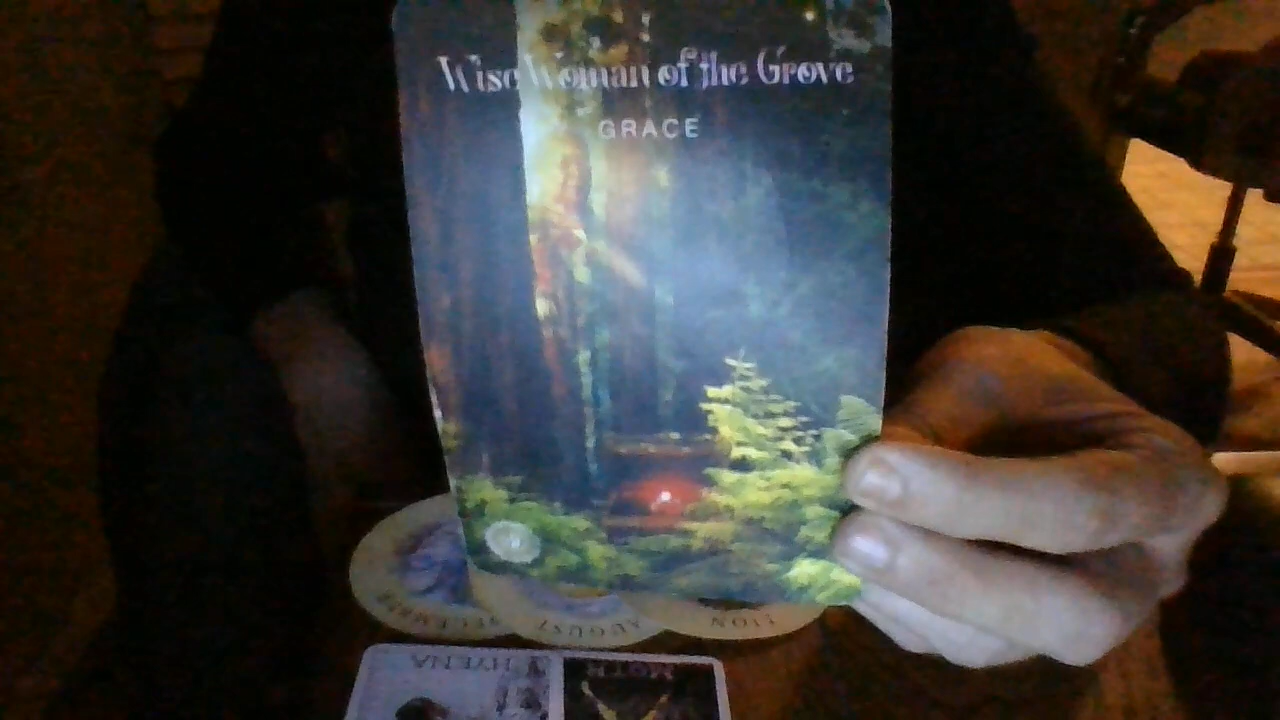 Wise Woman of the Grove
GRACE
AUGUST
LION
HYENA
MOTH